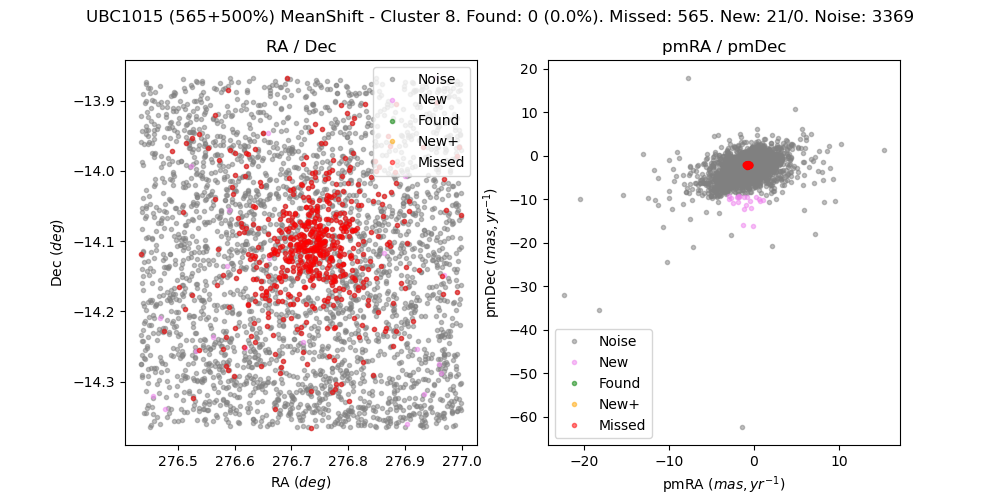 UBC1015 (565+500%) MeanShift - Cluster 8. Found: 0 (0.0%). Missed: 565. New: 21/0. Noise: 3369
RA / Dec
−13.9
−14.0
−14.1
−14.2
−14.3
Dec (deg)
276.5 276.6 276.7 276.8 276.9 277.0
RA (deg)
Noise
New
Found
New+
Missed
pmRA / pmDec
20
10
0
−10
−20
−30
−40
−50
−60
pmDec (mas, yr⁻¹)
−20 −10 0 10
pmRA (mas, yr⁻¹)
Noise
New
Found
New+
Missed